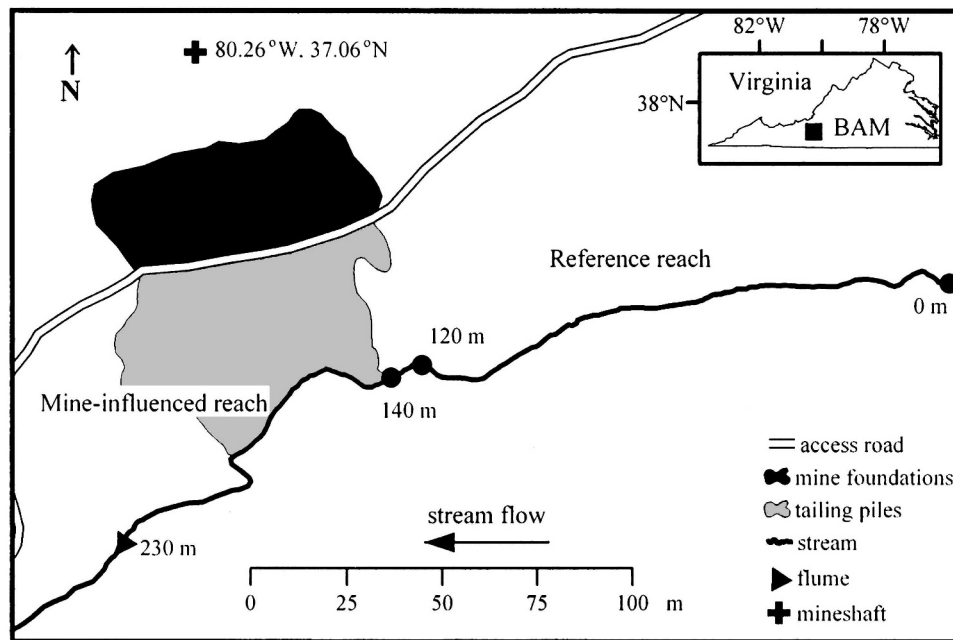 82°W 78°W
80.26°W, 37.06°N
N
Virginia
38°N
BAM
Reference reach
0 m
120 m
Mine-influenced reach
140 m
access road
mine foundations
tailing piles
stream flow
stream
230 m
flume
0 25 50 75 100 m
mineshaft